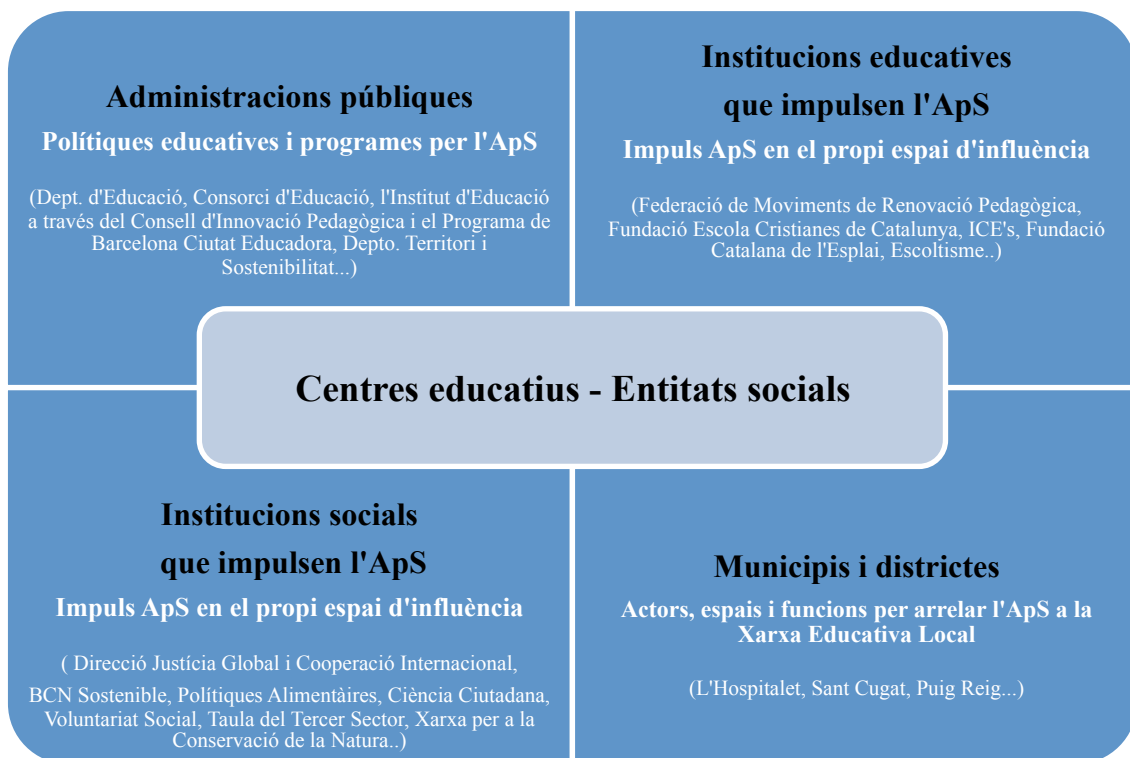 Administracions públiques
Polítiques educatives i programes per l'ApS
(Dept. d'Educació, Consorci d'Educació, l'Institut d'Educació
a través del Consell d'Innovació Pedagògica i el Programa de
Barcelona Ciutat Educadora, Depto. Territori i
Sostenibilitat...)
Institucions educatives
que impulsen l'ApS
Impuls ApS en el propi espai d'influència
(Federació de Moviments de Renovació Pedagògica,
Fundació Escola Cristianes de Catalunya, ICE's, Fundació
Catalana de l'Esplai, Escoltisme..)
Centres educatius - Entitats socials
Institucions socials
que impulsen l'ApS
Impuls ApS en el propi espai d'influència
( Direcció Justícia Global i Cooperació Internacional,
BCN Sostenible, Polítiques Alimentàires, Ciència Ciutadana,
Voluntariat Social, Taula del Tercer Sector, Xarxa per a la
Conservació de la Natura..)
Municipis i districtes
Actors, espais i funcions per arrelar l'ApS a la
Xarxa Educativa Local
(L'Hospitalet, Sant Cugat, Puig Reig...)